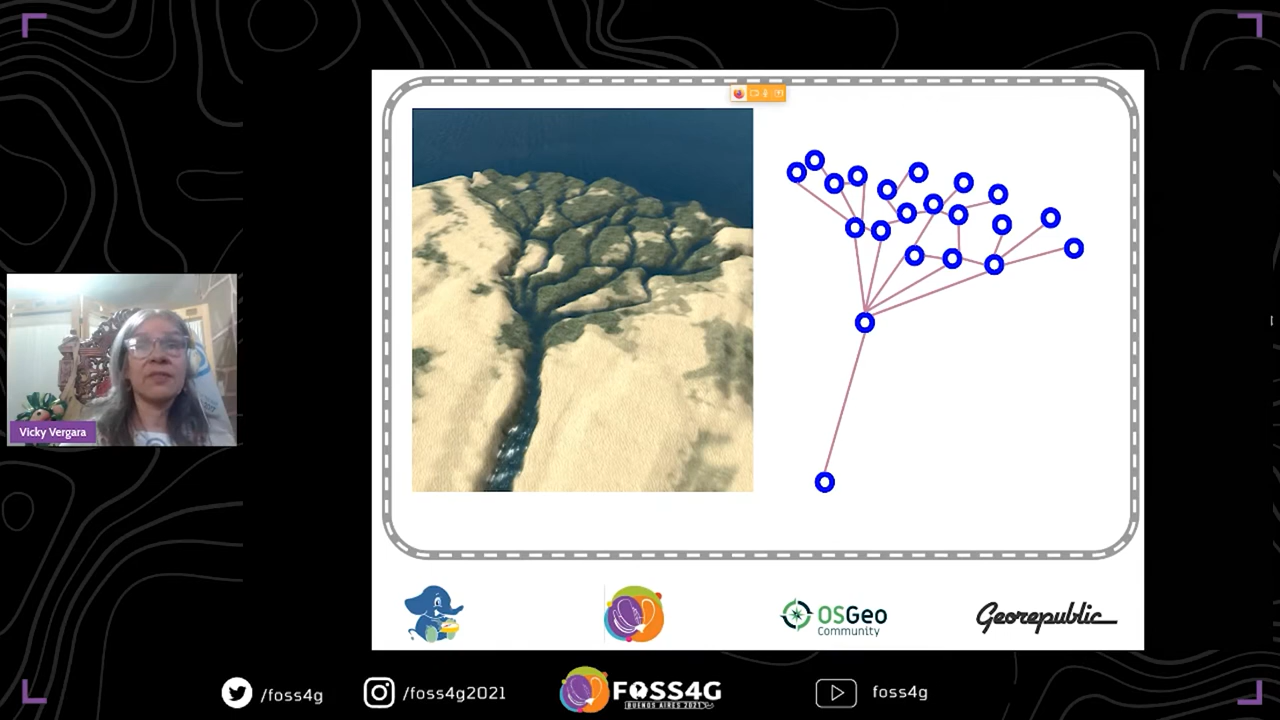 Vicky Vergara
OSGeo
Community
Georepublic
/foss4g
/foss4g2021
FOSS4G
BUENOS AIRES 2021
foss4g